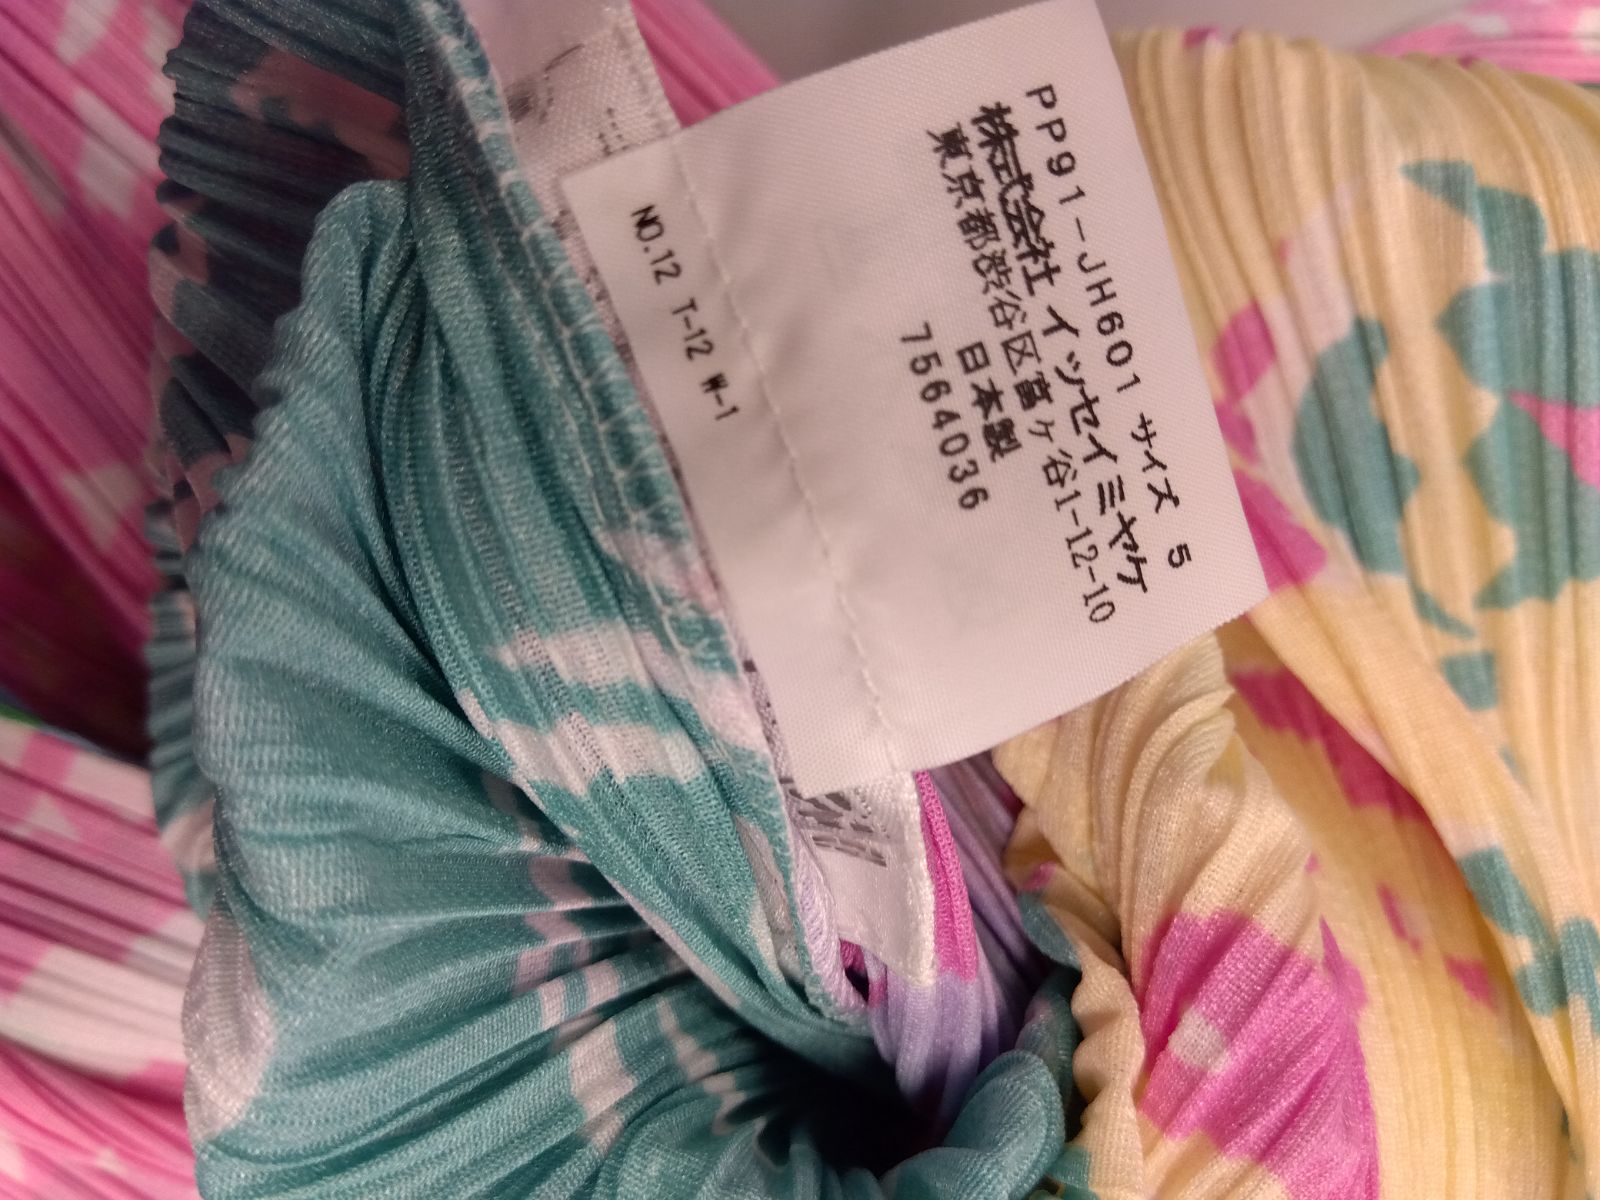 PP91-JH601 サイズ 5
株式会社 イッセイミヤケ
東京都渋谷区富ヶ谷1-12-10
日本製
7564036
NO.12 T-12 W-1